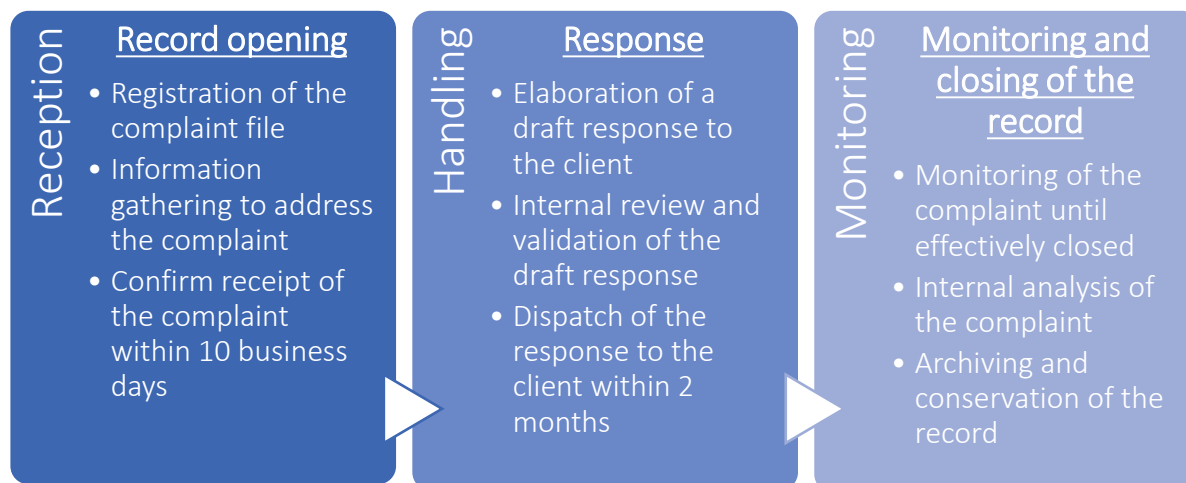 Reception
Record opening
• Registration of the
complaint file
• Information
gathering to address
the complaint
• Confirm receipt of
the complaint
within 10 business
days
Handling
Response
• Elaboration of a
draft response to
the client
• Internal review and
validation of the
draft response
• Dispatch of the
response to the
client within 2
months
Monitoring
Monitoring and
closing of the
record
• Monitoring of the
complaint until
effectively closed
• Internal analysis of
the complaint
• Archiving and
conservation of the
record